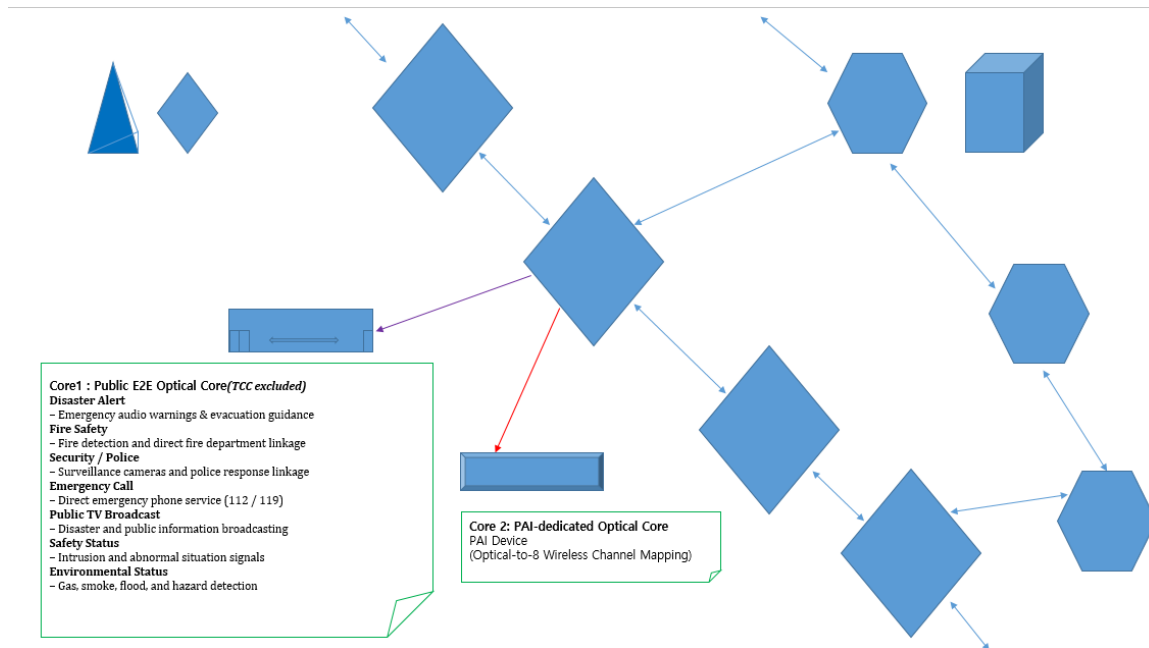 Core1 : Public E2E Optical Core(TCC excluded)
Disaster Alert
– Emergency audio warnings & evacuation guidance
Fire Safety
– Fire detection and direct fire department linkage
Security / Police
– Surveillance cameras and police response linkage
Emergency Call
– Direct emergency phone service (112 / 119)
Public TV Broadcast
– Disaster and public information broadcasting
Safety Status
– Intrusion and abnormal situation signals
Environmental Status
– Gas, smoke, flood, and hazard detection
Core 2: PAI-dedicated Optical Core
PAI Device
(Optical-to-8 Wireless Channel Mapping)